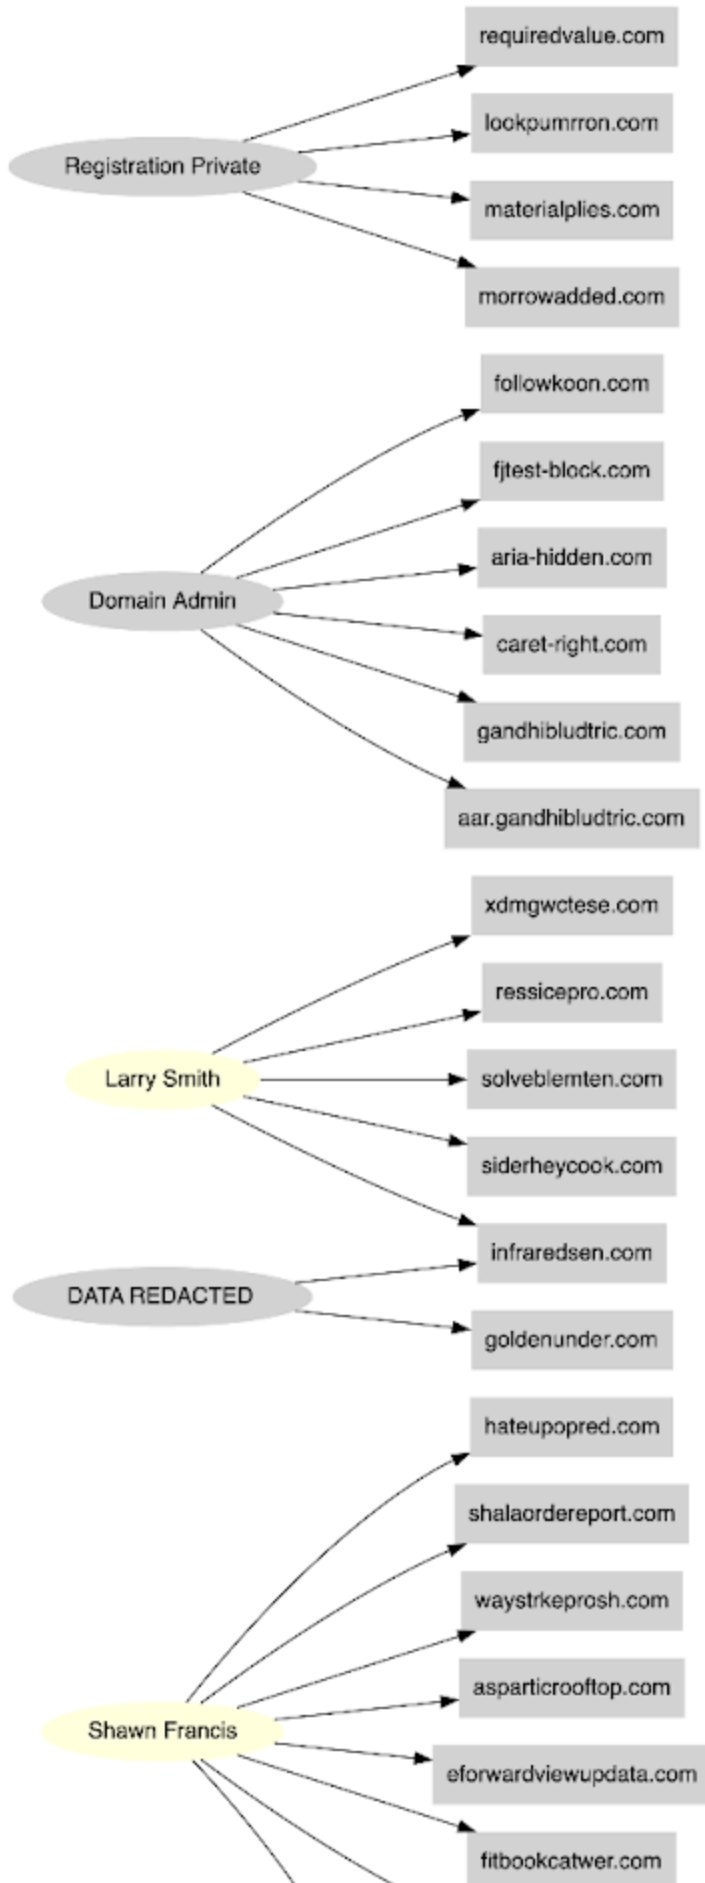 requiredvalue.com
lookpumrron.com
Registration Private
materialplies.com
morrowadded.com
followkoon.com
fjtest-block.com
aria-hidden.com
Domain Admin
caret-right.com
gandhibludtric.com
aar.gandhibludtric.com
xdmgwctese.com
ressicepro.com
Larry Smith
solveblemten.com
siderheycook.com
infraredsen.com
DATA REDACTED
goldenunder.com
hateupopred.com
shalaordereport.com
waystrkeprosh.com
asparticrooftop.com
Shawn Francis
eforwardviewupdata.com
fitbookcatwer.com